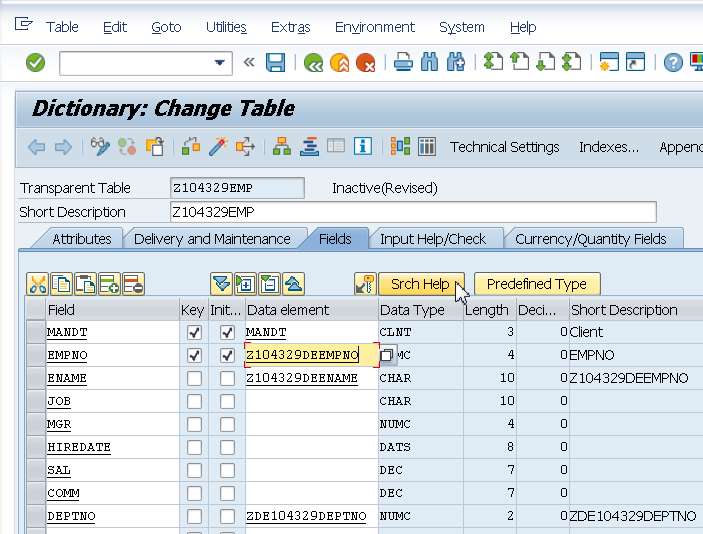 Table Edit Goto Utilities Extras Environment System Help
Dictionary: Change Table
Technical Settings Indexes... Append
Transparent Table Z104329EMP Inactive(Revised)
Short Description Z104329EMP
Attributes Delivery and Maintenance Fields Input Help/Check Currency/Quantity Fields
Srch Help Predefined Type
Field Key Init... Data element Data Type Length Deci... Short Description
MANDT MANDT CLNT 3 0 Client
EMPNO Z104329DEEMPNO MC 4 0 EMPNO
ENAME Z104329DEENAME CHAR 10 0 Z104329DEEMPNO
JOB CHAR 10 0
MGR NUMC 4 0
HIREDATE DATS 8 0
SAL DEC 7 0
COMM DEC 7 0
DEPTNO ZDE104329DEPTNO NUMC 2 0 ZDE104329DEPTNO